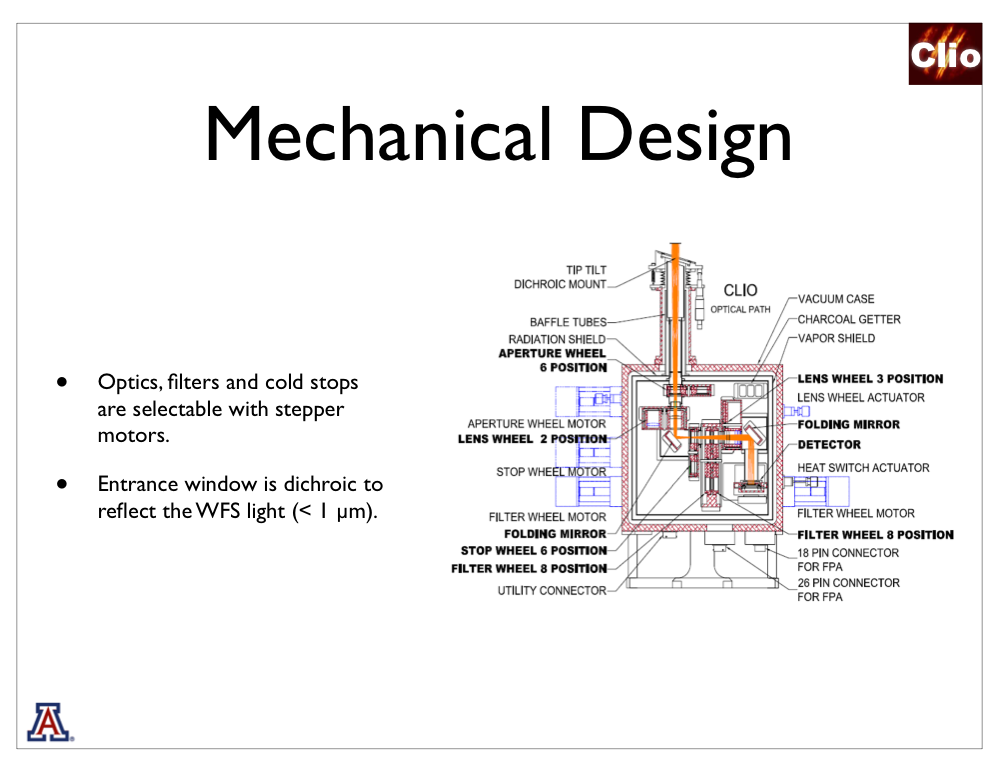 Clio
Mechanical Design
• Optics, filters and cold stops
are selectable with stepper
motors.
• Entrance window is dichroic to
reflect the WFS light (< 1 μm).
TIP TILT
DICHROIC MOUNT
BAFFLE TUBES
RADIATION SHIELD
APERTURE WHEEL
6 POSITION
APERTURE WHEEL MOTOR
LENS WHEEL 2 POSITION
STOP WHEEL MOTOR
FILTER WHEEL MOTOR
FOLDING MIRROR
STOP WHEEL 6 POSITION
FILTER WHEEL 8 POSITION
UTILITY CONNECTOR
CLIO
OPTICAL PATH
VACUUM CASE
CHARCOAL GETTER
VAPOR SHIELD
LENS WHEEL 3 POSITION
LENS WHEEL ACTUATOR
FOLDING MIRROR
DETECTOR
HEAT SWITCH ACTUATOR
FILTER WHEEL MOTOR
FILTER WHEEL 8 POSITION
18 PIN CONNECTOR
FOR FPA
26 PIN CONNECTOR
FOR FPA
A